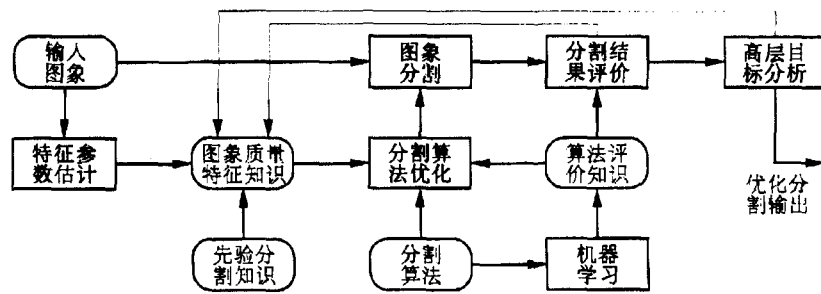 输入
图象
图象
分割
分割结
果评价
高层目
标分析
特征参
数估计
图象质量
特征知识
分割算
法优化
算法评
价知识
优化分
割输出
先验分
割知识
分割
算法
机器
学习